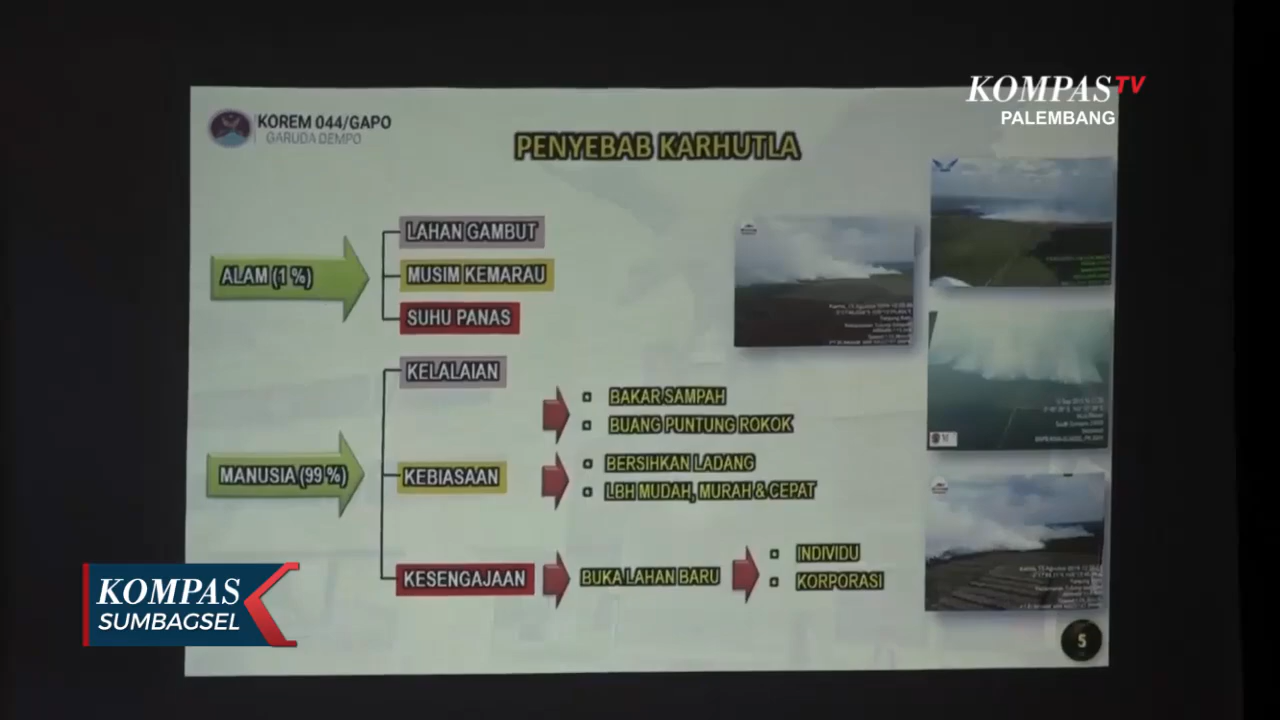 KOMPAS TV
PALEMBANG
KOREM 044/GAPO
GARUDA DEMPO
PENYEBAB KARHUTLA
ALAM (1 %)
LAHAN GAMBUT
MUSIM KEMARAU
SUHU PANAS
MANUSIA (99 %)
KELALAIAN
BAKAR SAMPAH
BUANG PUNTUNG ROKOK
KEBIASAAN
BERSIHKAN LADANG
LBH MUDAH, MURAH & CEPAT
KESENGAJAAN
BUKA LAHAN BARU
INDIVIDU
KORPORASI
5
KOMPAS
SUMBAGSEL